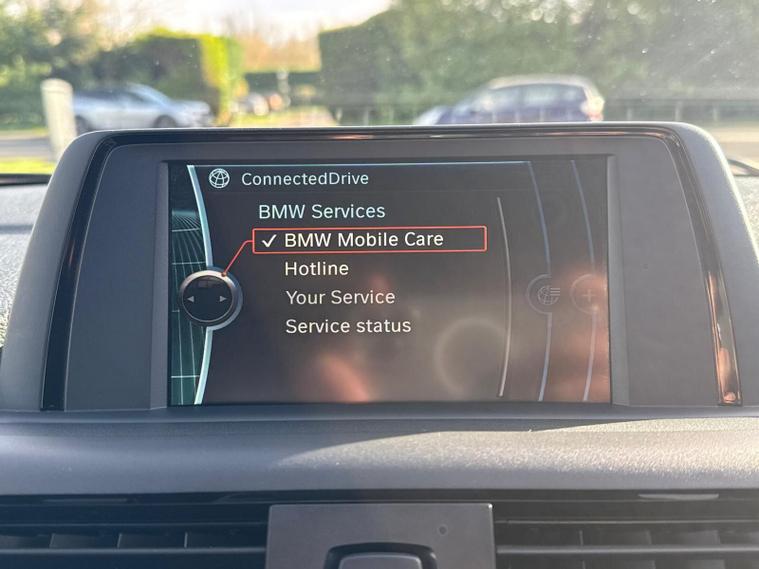 ConnectedDrive
BMW Services
✓ BMW Mobile Care
Hotline
Your Service
Service status